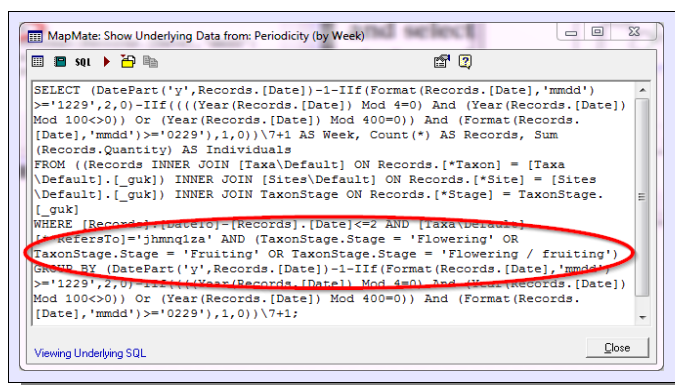 and select
MapMate: Show Underlying Data from: Periodicity (by Week)
SQL
SELECT (DatePart('y',Records.[Date])-1-IIf(Format(Records.[Date],'mmdd')
>='1229',2,0)-IIf((((Year(Records.[Date]) Mod 4=0) And (Year(Records.[Date])
Mod 100<>0)) Or (Year(Records.[Date]) Mod 400=0)) And (Format(Records.
[Date],'mmdd')>='0229'),1,0))\7+1 AS Week, Count(*) AS Records, Sum
(Records.Quantity) AS Individuals
FROM ((Records INNER JOIN [Taxa\Default] ON Records.[*Taxon] = [Taxa
\Default].[_guk]) INNER JOIN [Sites\Default] ON Records.[*Site] = [Sites
\Default].[_guk]) INNER JOIN TaxonStage ON Records.[*Stage] = TaxonStage.
[_guk]
WHERE [Records].[DateTo]-[Records].[Date]<=2 AND [Taxa\Default].
[*RefersTo]='jhmnq1za' AND (TaxonStage.Stage = 'Flowering' OR
TaxonStage.Stage = 'Fruiting' OR TaxonStage.Stage = 'Flowering / fruiting')
GROUP BY (DatePart('y',Records.[Date])-1-IIf(Format(Records.[Date],'mmdd')
>='1229',2,0)-IIf((((Year(Records.[Date]) Mod 4=0) And (Year(Records.[Date])
Mod 100<>0)) Or (Year(Records.[Date]) Mod 400=0)) And (Format(Records.
[Date],'mmdd')>='0229'),1,0))\7+1;
Viewing Underlying SQL
Close